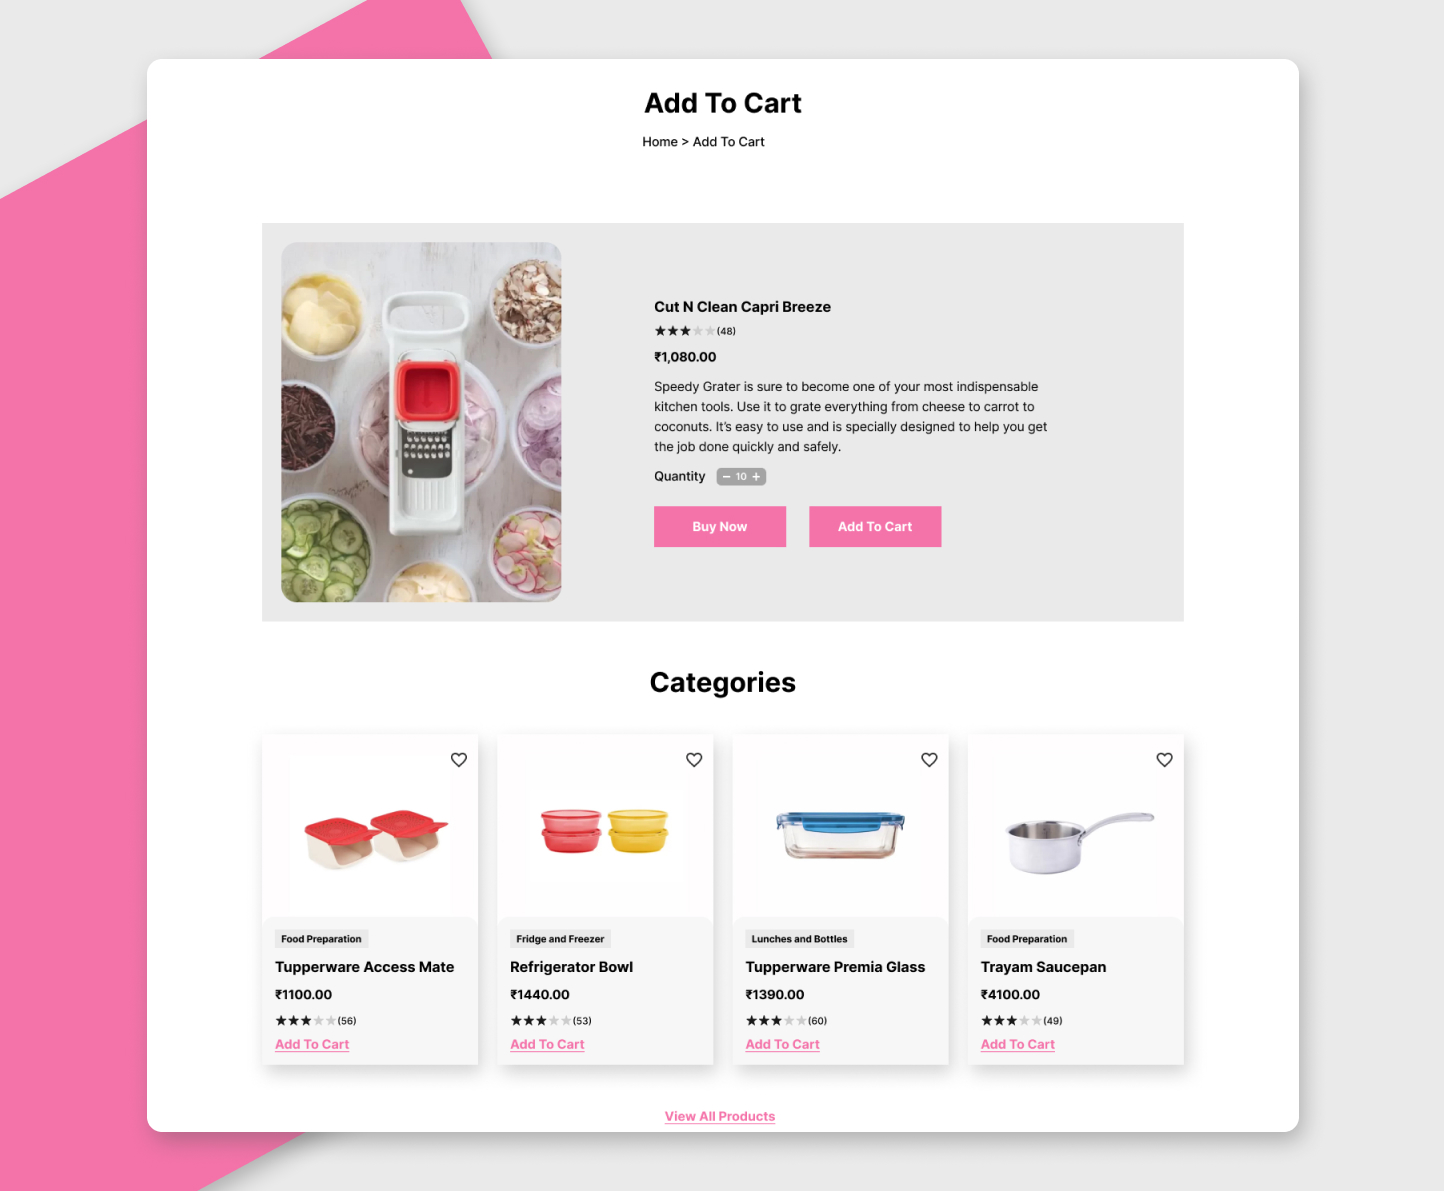 Add To Cart
Home > Add To Cart
Cut N Clean Capri Breeze
★★★★★(48)
₹1,080.00
Speedy Grater is sure to become one of your most indispensable
kitchen tools. Use it to grate everything from cheese to carrot to
coconuts. It's easy to use and is specially designed to help you get
the job done quickly and safely.
Quantity − 10 +
Buy Now Add To Cart
Categories
Food Preparation
Tupperware Access Mate
₹1100.00
★★★★★(56)
Add To Cart
Fridge and Freezer
Refrigerator Bowl
₹1440.00
★★★★★(53)
Add To Cart
Lunches and Bottles
Tupperware Premia Glass
₹1390.00
★★★★★(60)
Add To Cart
Food Preparation
Trayam Saucepan
₹4100.00
★★★★★(49)
Add To Cart
View All Products